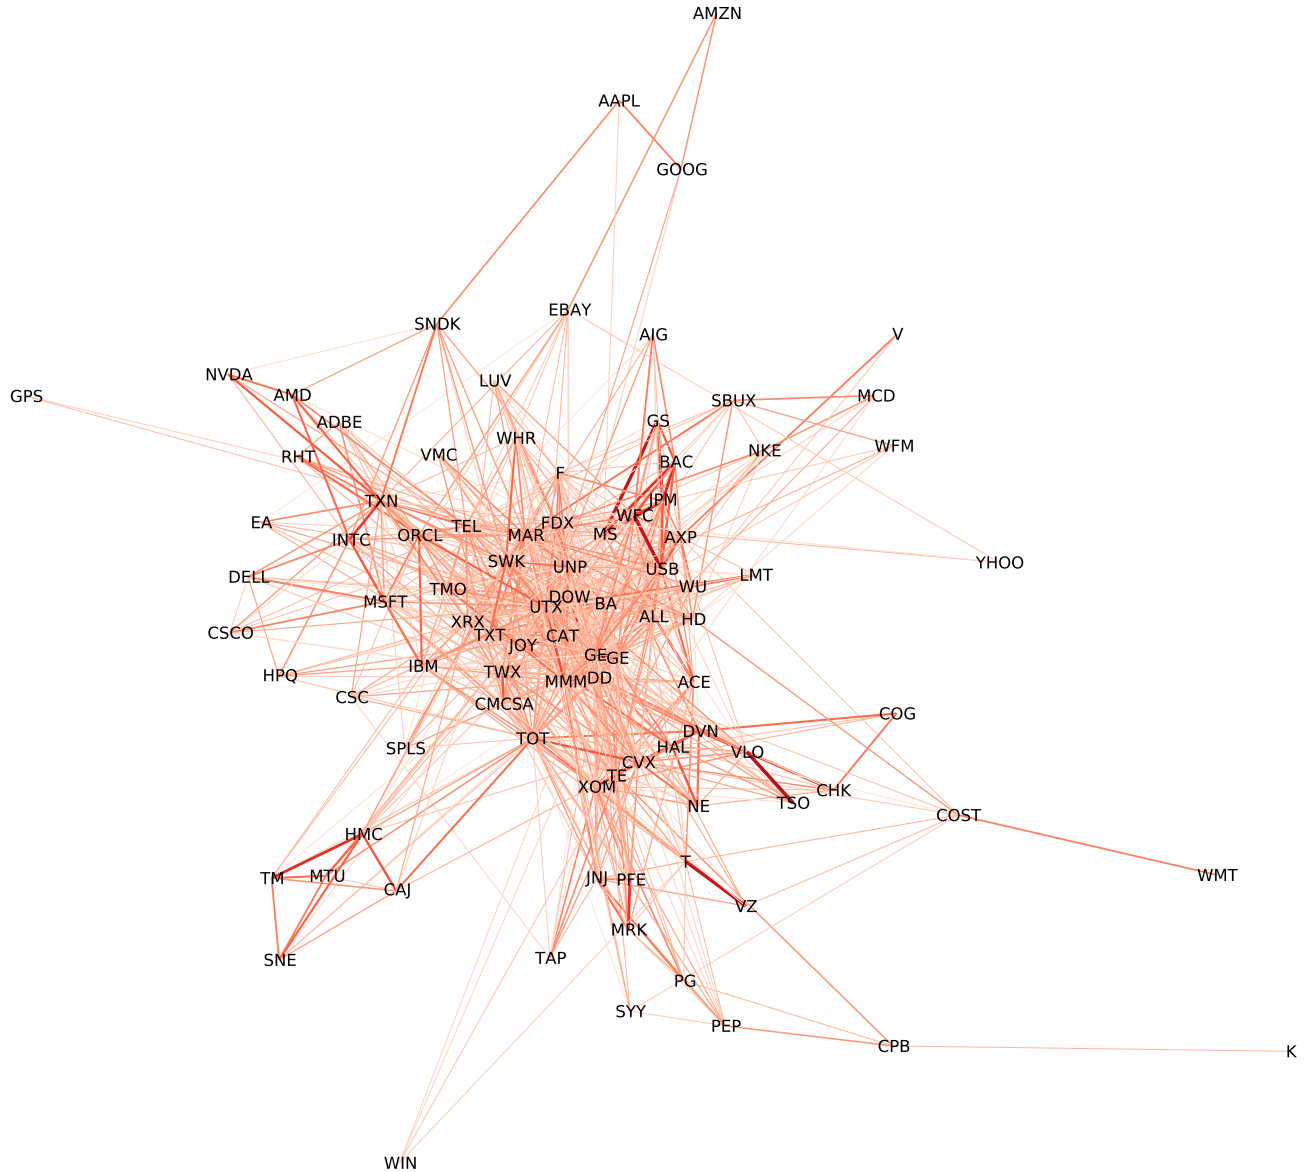 AMZN
AAPL
GOOG
EBAY
SNDK
AIG
V
NVDA
LUV
AMD
GPS
SBUX
MCD
ADBE
GS
WHR
WFM
NKE
VMC
RHT
BAC
F
TXN
JPM
WFC
EA
FDX
TEL
MS
INTC
ORCL
MAR
AXP
SWK
UNP
YHOO
USB
DELL
LMT
TMO
WU
DOW
MSFT
UTX
BA
ALL
HD
XRX
CSCO
TXT
CAT
JOY
GE
GE
IBM
TWX
HPQ
DD
MMM
ACE
CSC
CMCSA
COG
DVN
TOT
SPLS
HAL
VLO
CVX
TE
XOM
CHK
TSO
NE
COST
HMC
T
WMT
TM
MTU
JNJ
PFE
CAJ
VZ
MRK
TAP
SNE
PG
SYY
PEP
CPB
K
WIN